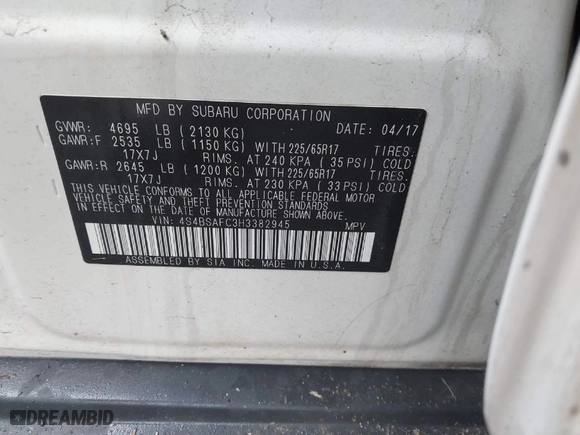 MFD BY SUBARU CORPORATION
GVWR: 4695 LB ( 2130 KG) DATE: 04/17
GAWR:F 2535 LB ( 1150 KG) WITH 225/65R17 TIRES.
17X7J RIMS. AT 240 KPA ( 35 PSI) COLD
GAWR:R 2645 LB ( 1200 KG) WITH 225/65R17 TIRES.
17X7J RIMS. AT 230 KPA ( 33 PSI) COLD
THIS VEHICLE CONFORMS TO ALL APPLICABLE FEDERAL MOTOR
VEHICLE SAFETY AND THEFT PREVENTION STANDARDS IN EFFECT
ON THE DATE OF MANUFACTURE SHOWN ABOVE.
VIN: 4S4BSAFC3H3382945 MPV
ASSEMBLED BY SIA INC. MADE IN U.S.A.
DREAMBID